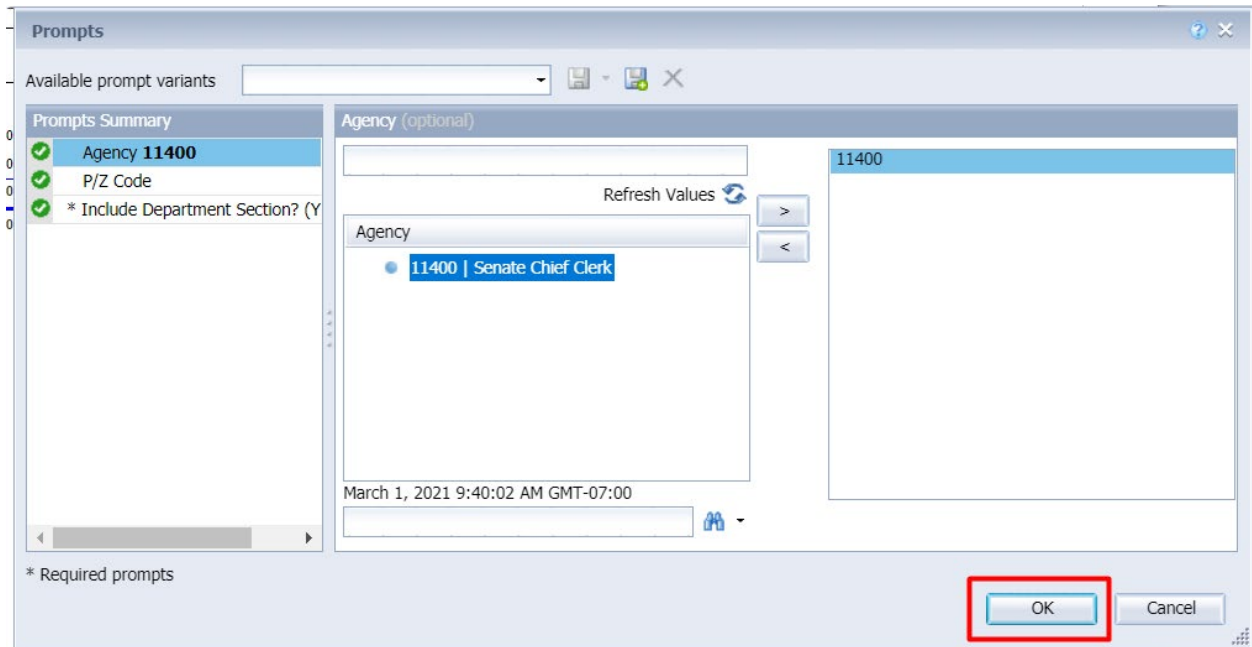 Prompts
Available prompt variants
Prompts Summary
Agency 11400
P/Z Code
* Include Department Section? (Y
Agency (optional)
Refresh Values
Agency
11400 | Senate Chief Clerk
March 1, 2021 9:40:02 AM GMT-07:00
>
<
11400
* Required prompts
OK
Cancel